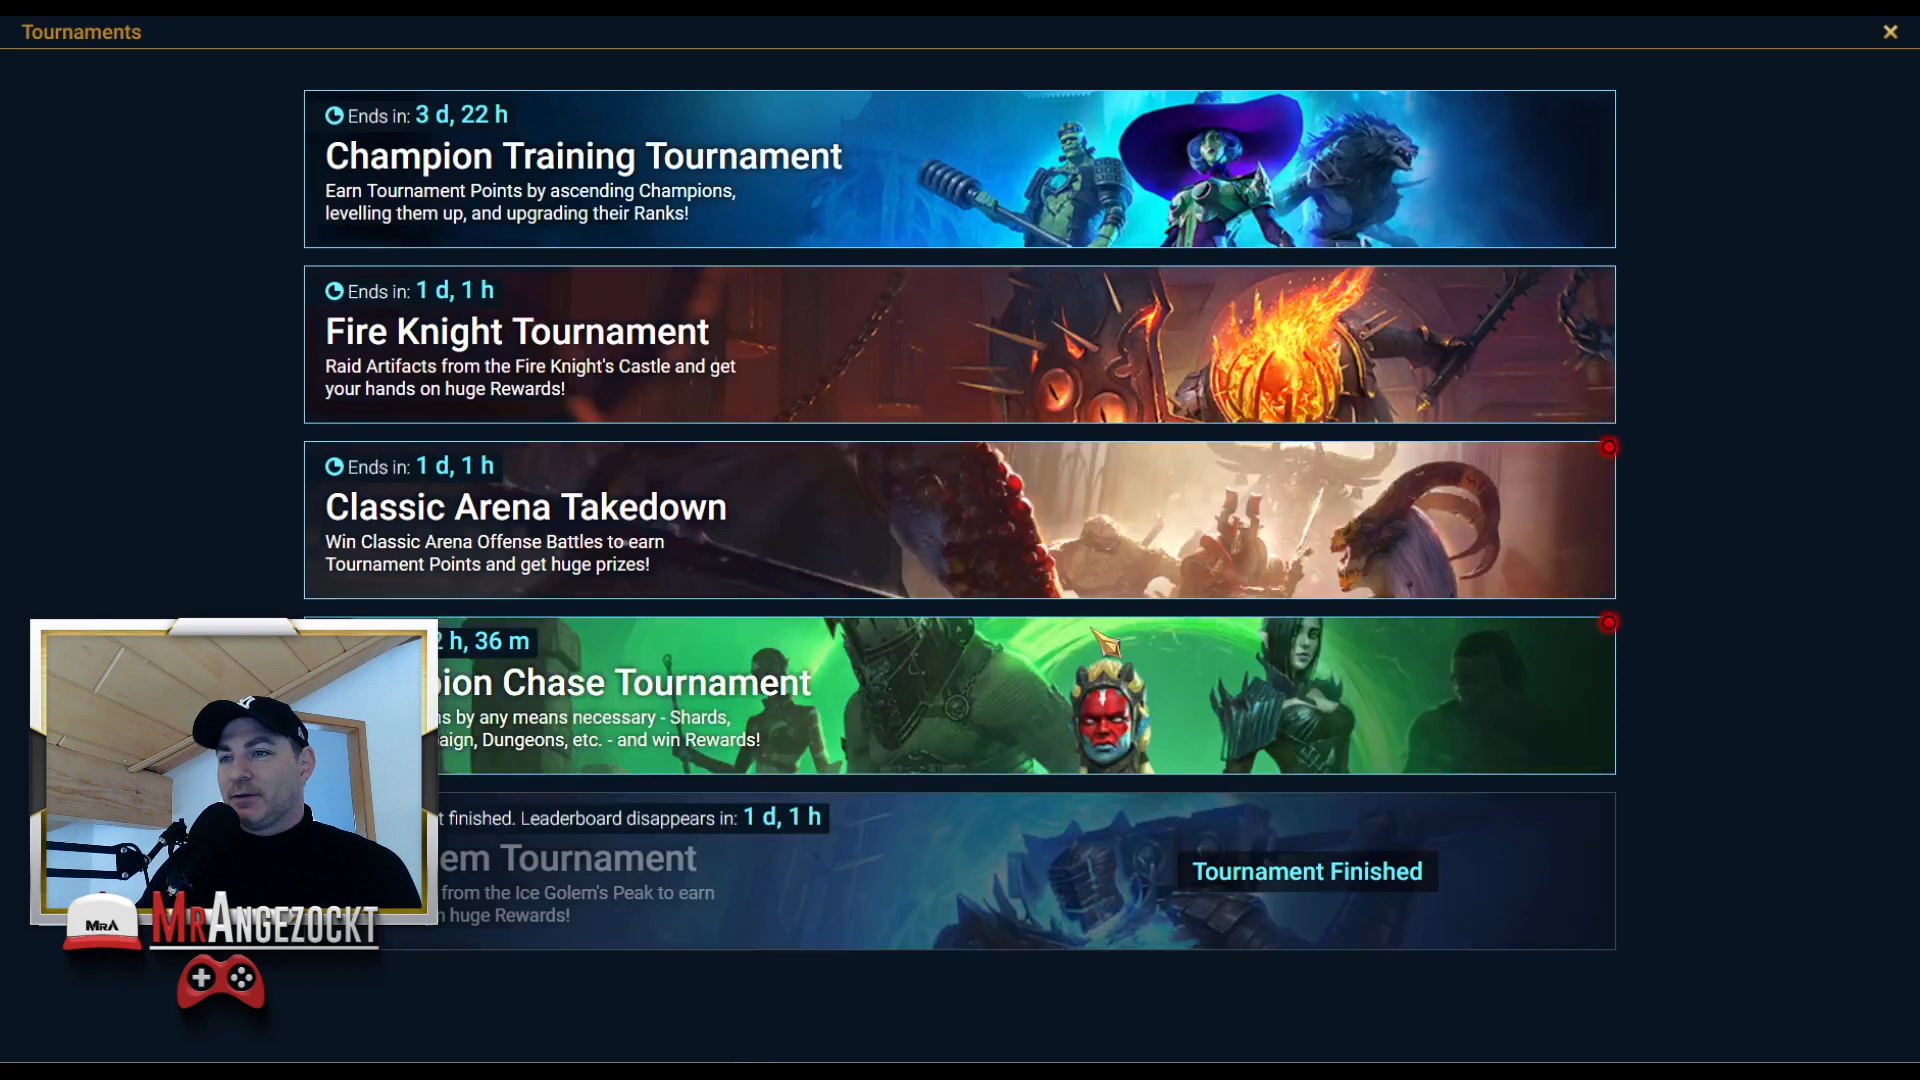 Tournaments
Ends in: 3 d, 22 h
Champion Training Tournament
Earn Tournament Points by ascending Champions,
levelling them up, and upgrading their Ranks!
Ends in: 1 d, 1 h
Fire Knight Tournament
Raid Artifacts from the Fire Knight's Castle and get
your hands on huge Rewards!
Ends in: 1 d, 1 h
Classic Arena Takedown
Win Classic Arena Offense Battles to earn
Tournament Points and get huge prizes!
h, 36 m
Chase Tournament
by any means necessary - Shards,
Dungeons, etc. - and win Rewards!
finished. Leaderboard disappears in: 1 d, 1 h
Tournament
from the Ice Golem's Peak to earn
huge Rewards!
Tournament Finished
MRANGEZOCKT
MRA